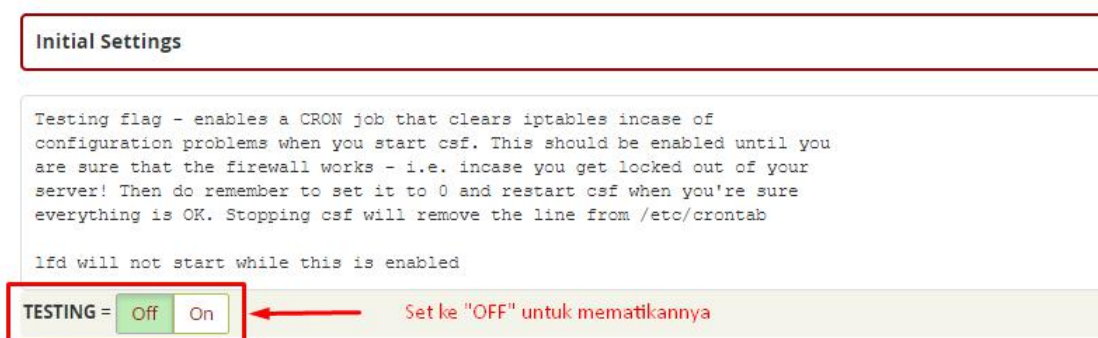 Initial Settings
Testing flag - enables a CRON job that clears iptables incase of
configuration problems when you start csf. This should be enabled until you
are sure that the firewall works - i.e. incase you get locked out of your
server! Then do remember to set it to 0 and restart csf when you're sure
everything is OK. Stopping csf will remove the line from /etc/crontab
lfd will not start while this is enabled
TESTING = Off On Set ke "OFF" untuk mematikannya